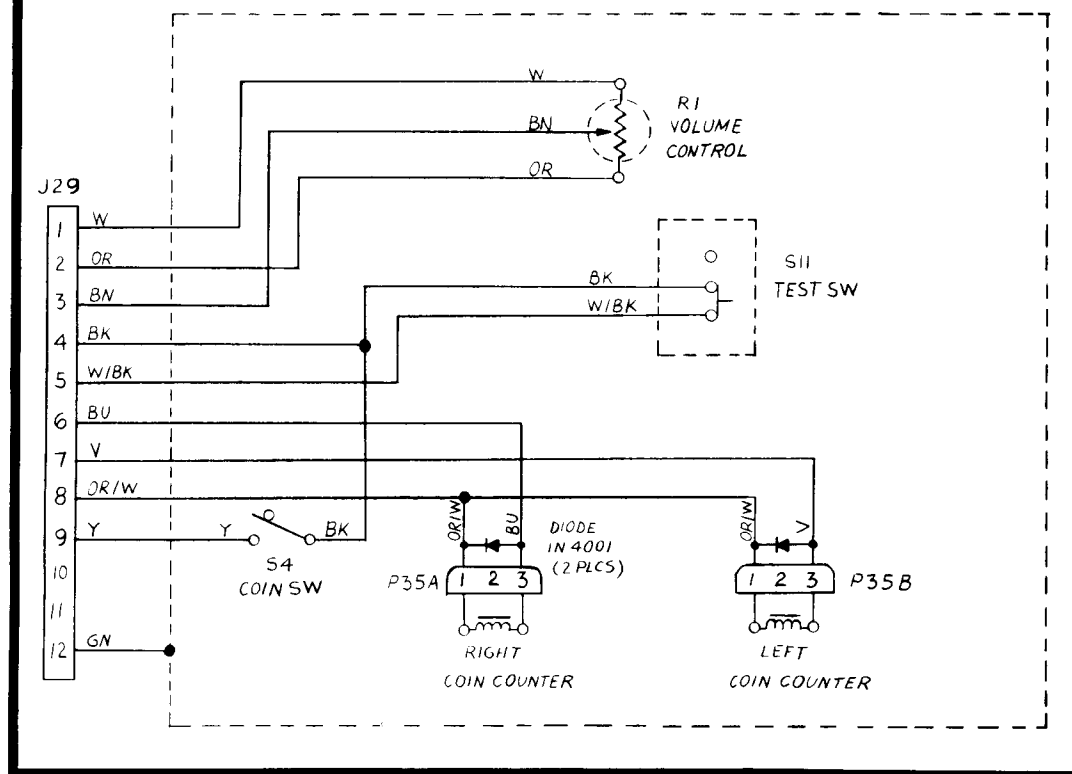 W
R1
VOLUME
CONTROL
BN
OR
J29
1 W
2 OR
3 BN
4 BK
5 W/BK
6 BU
7 V
8 OR/W
9 Y
10
11
12 GN
BK
W/BK
S11
TEST SW
Y
BK
S4
COIN SW
OR/W
BU
DIODE
IN 4001
(2 PLCS)
P35A
1 2 3
RIGHT
COIN COUNTER
OR/W
V
1 2 3
P35B
LEFT
COIN COUNTER